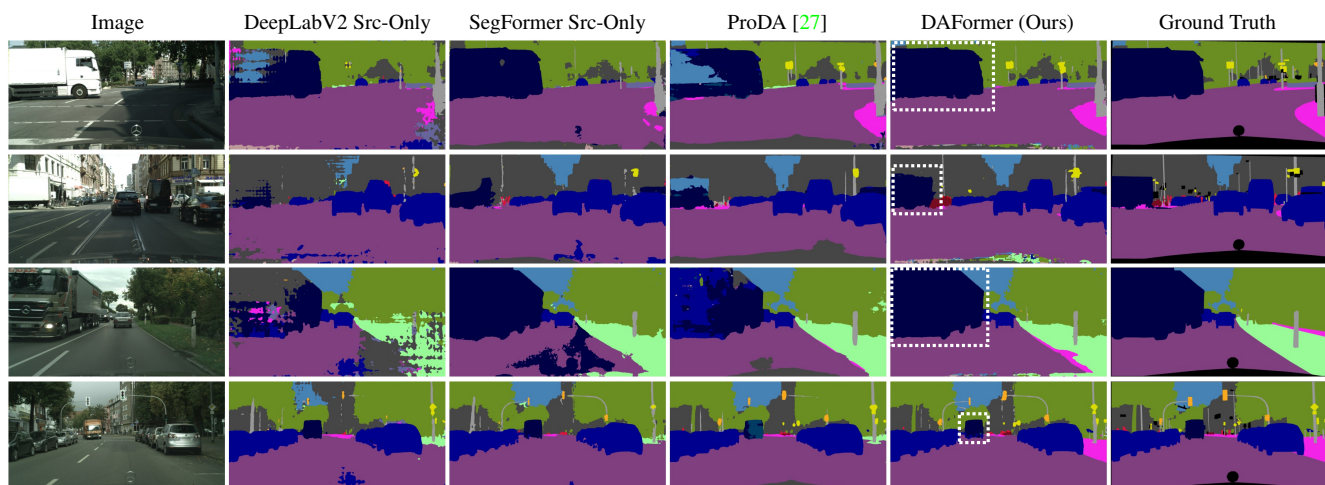 Image DeepLabV2 Src-Only SegFormer Src-Only ProDA [27] DAFormer (Ours) Ground Truth